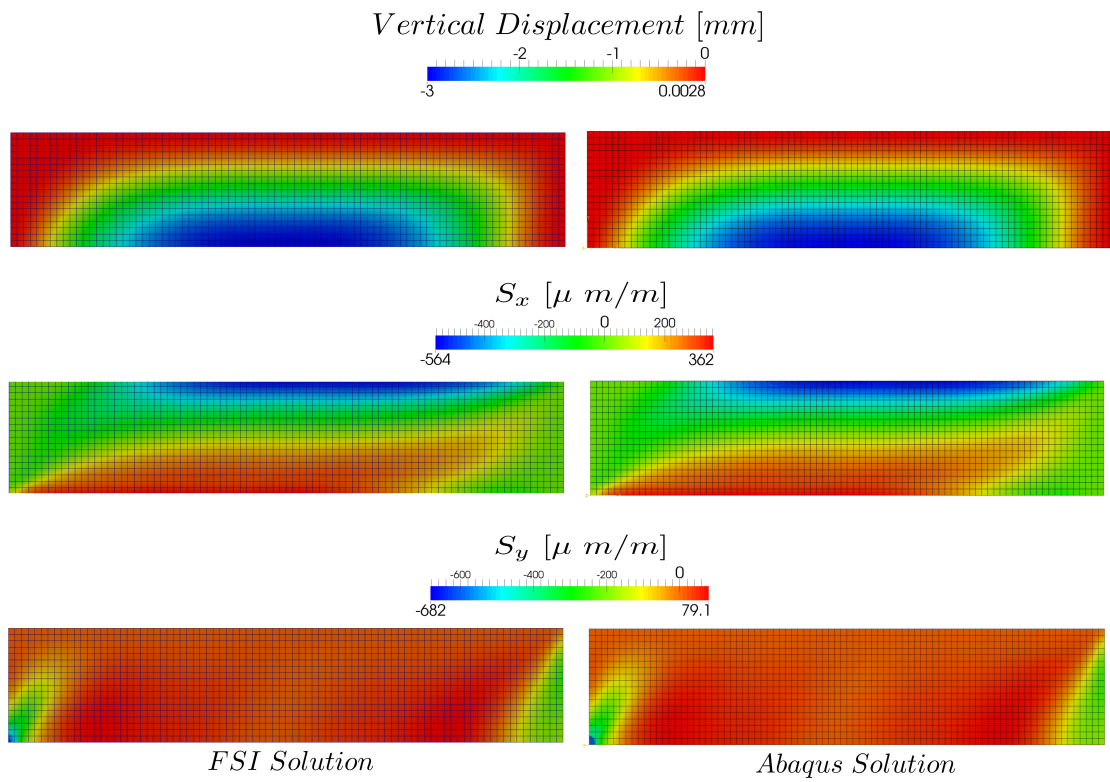 Vertical Displacement [mm]
-2 -1 0
-3 0.0028
S_x [μ m/m]
-400 -200 0 200
-564 362
S_y [μ m/m]
-600 -400 -200 0
-682 79.1
FSI Solution
Abaqus Solution